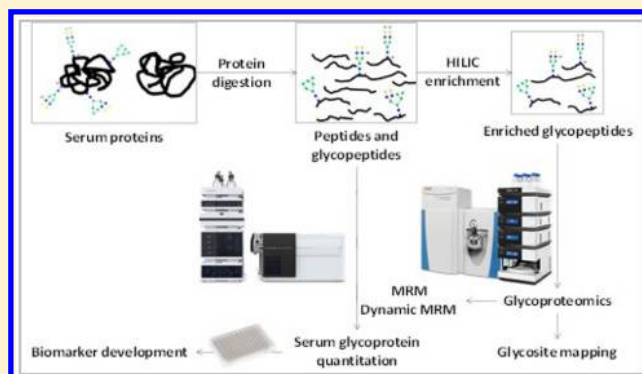 Protein
digestion
HILIC
enrichment
Serum proteins
Peptides and
glycopeptides
Enriched glycopeptides
MRM
Dynamic MRM
Glycoproteomics
Biomarker development
Serum glycoprotein
quantitation
Glycosite mapping